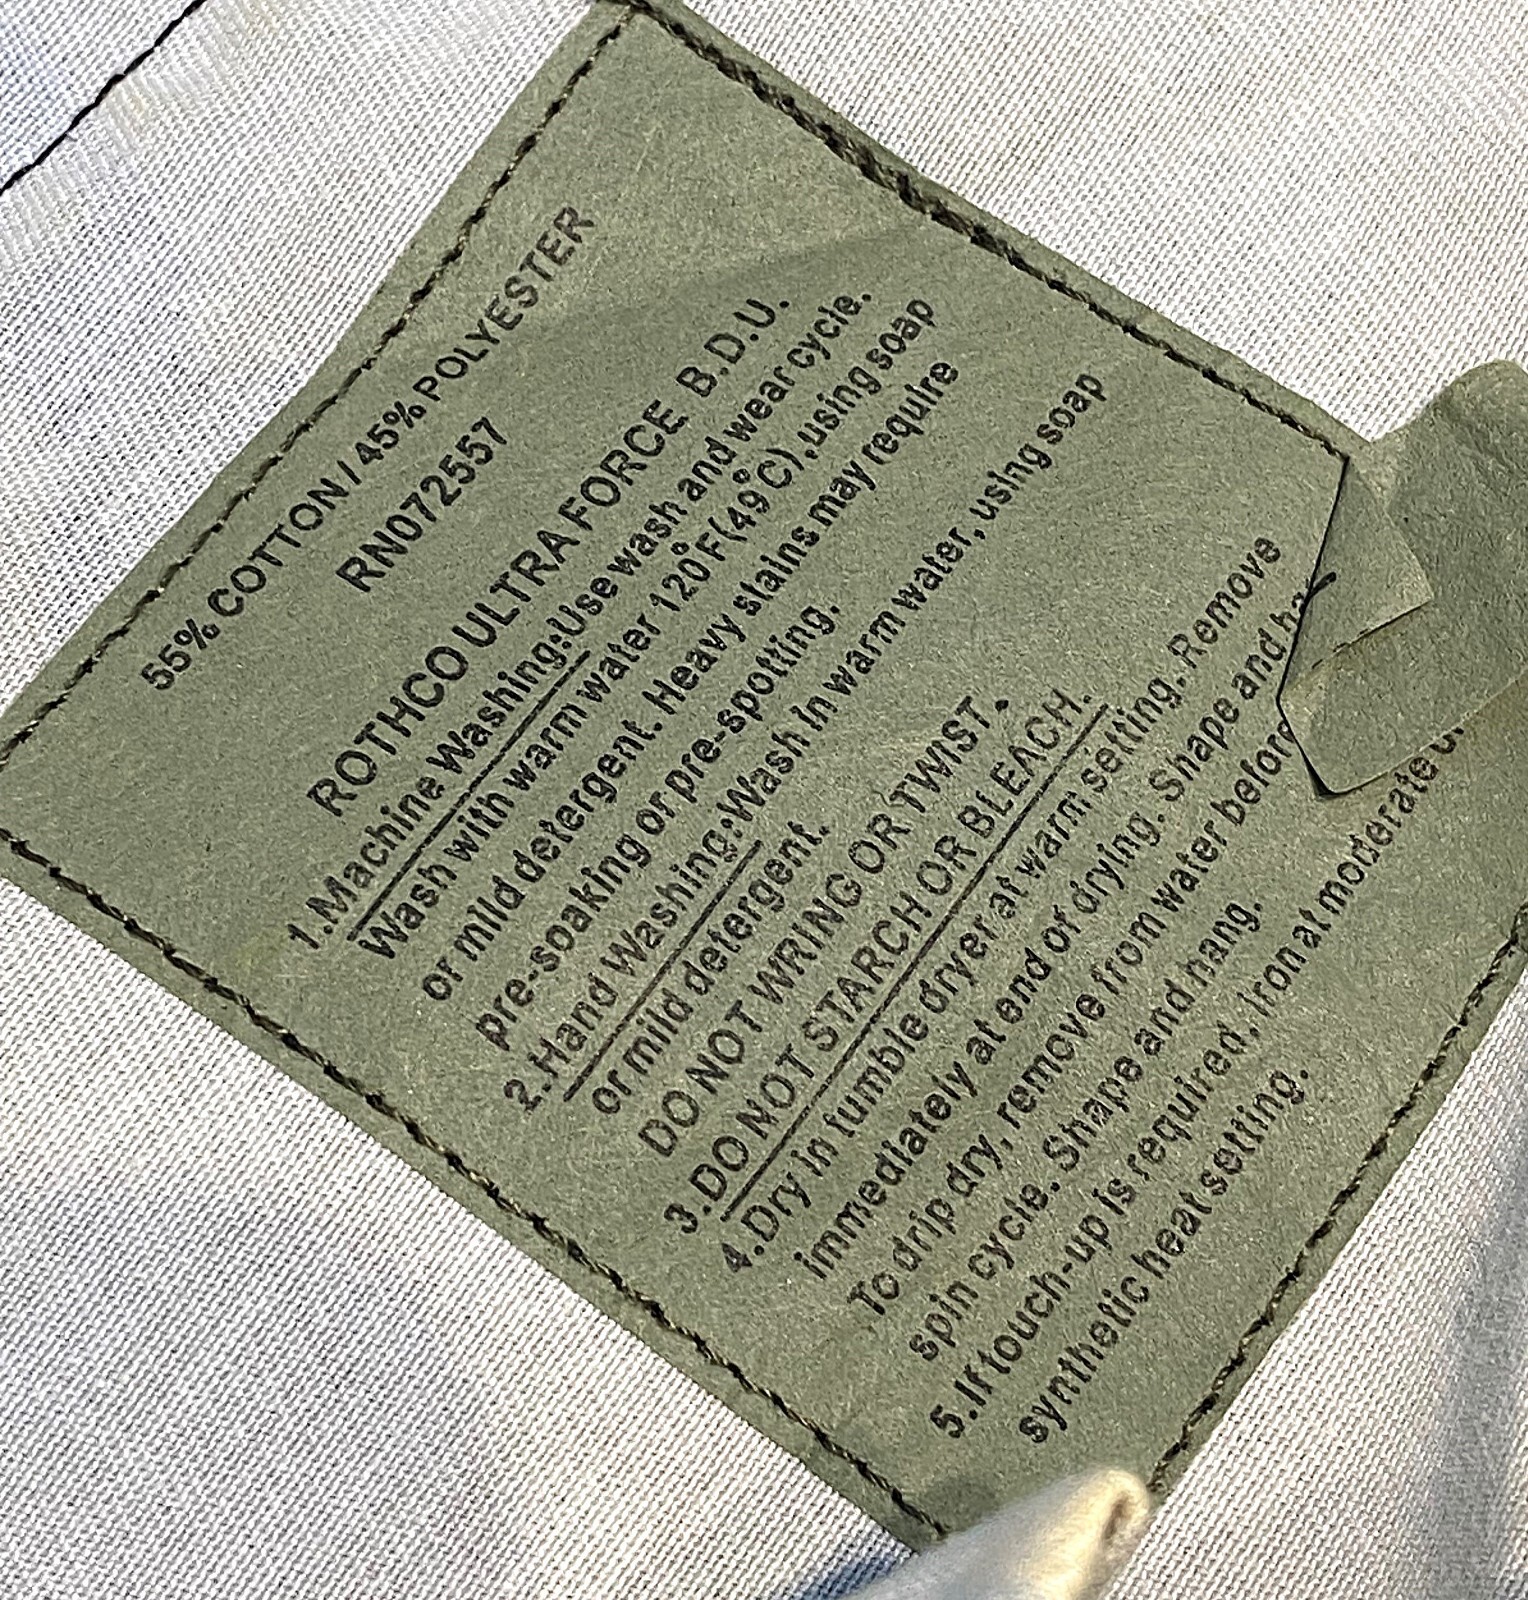 55% COTTON / 45% POLYESTER
RN072557
ROTHCO ULTRA FORCE B.D.U.
1.Machine Washing:Use wash and wear cycle.
Wash with warm water 120°F(49°C),using soap
or mild detergent. Heavy stains may require
pre-soaking or pre-spotting.
2.Hand Washing:Wash in warm water, using soap
or mild detergent.
DO NOT WRING OR TWIST.
3.DO NOT STARCH OR BLEACH.
4.Dry in tumble dryer at warm setting. Remove
immediately at end of drying. Shape and
To drip dry, remove from water before
spin cycle. Shape and hang.
5.If touch-up is required, iron at moderate
synthetic heat setting.